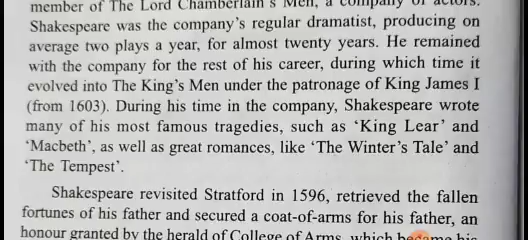 member of The Lord Chamberlain's Men, a company of actors.
Shakespeare was the company's regular dramatist, producing on
average two plays a year, for almost twenty years. He remained
with the company for the rest of his career, during which time it
evolved into The King's Men under the patronage of King James I
(from 1603). During his time in the company, Shakespeare wrote
many of his most famous tragedies, such as ‘King Lear’ and
‘Macbeth’, as well as great romances, like ‘The Winter’s Tale’ and
‘The Tempest’.
Shakespeare revisited Stratford in 1596, retrieved the fallen
fortunes of his father and secured a coat-of-arms for his father, an
honour granted by the herald of College of Arms, which became his